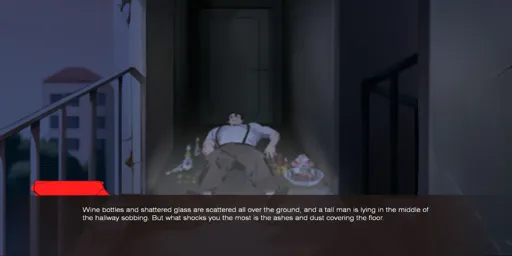 Wine bottles and shattered glass are scattered all over the ground, and a tall man is lying in the middle of
the hallway sobbing. But what shocks you the most is the ashes and dust covering the floor.